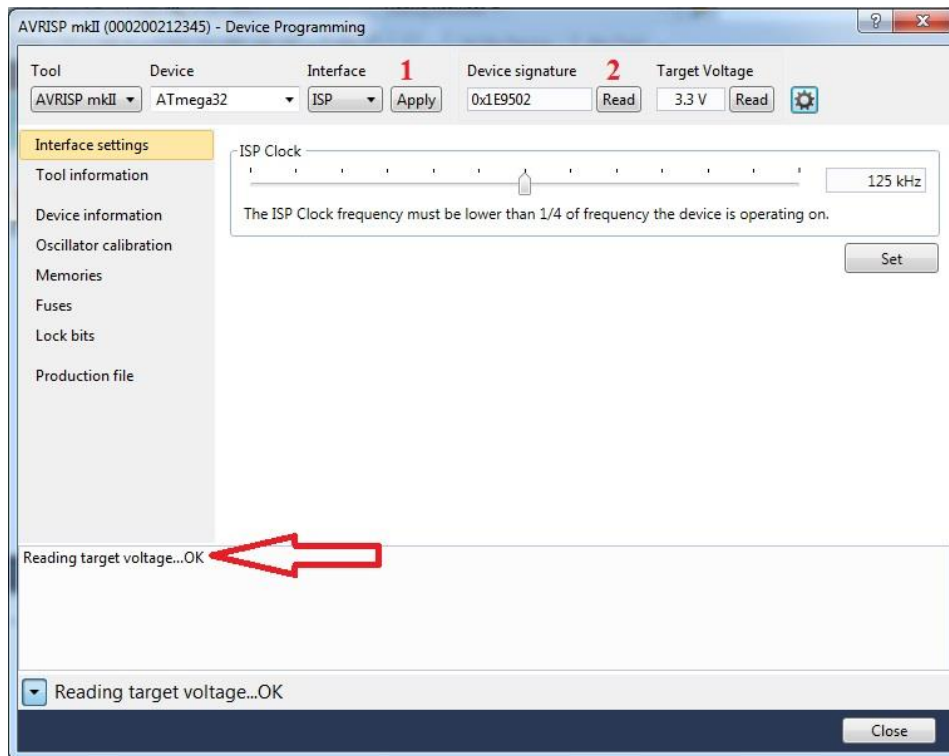 AVRISP mkII (000200212345) - Device Programming
?
Tool Device Interface 1 Device signature 2 Target Voltage
AVRISP mkII ATmega32 ISP Apply 0x1E9502 Read 3.3 V Read
Interface settings
Tool information
Device information
Oscillator calibration
Memories
Fuses
Lock bits
Production file
ISP Clock
125 kHz
The ISP Clock frequency must be lower than 1/4 of frequency the device is operating on.
Set
Reading target voltage...OK
Reading target voltage...OK
Close